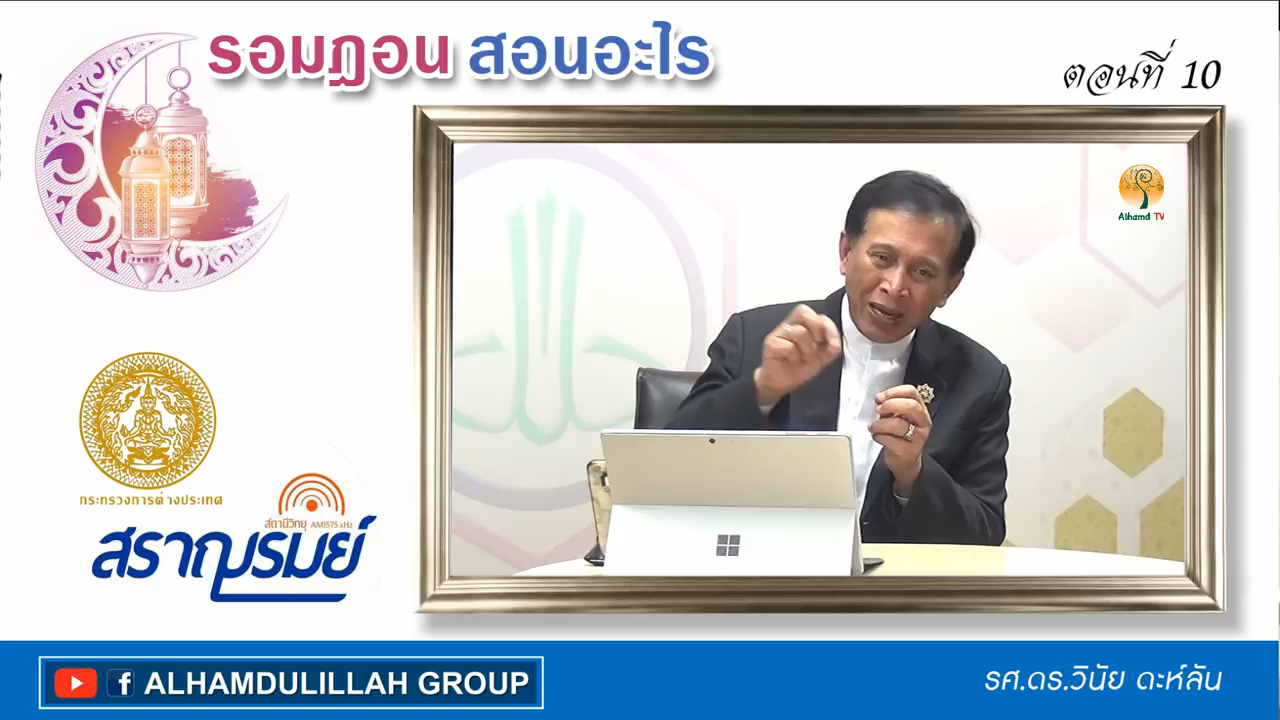 รอมฎอน สอนอะไร
ตอนที่ 10
Alhamd TV
กระทรวงการต่างประเทศ
สถานีวิทยุ AM1575 kHz
สราญรมย์
ALHAMDULILLAH GROUP
รศ.ดร.วินัย ดะห์ลัน